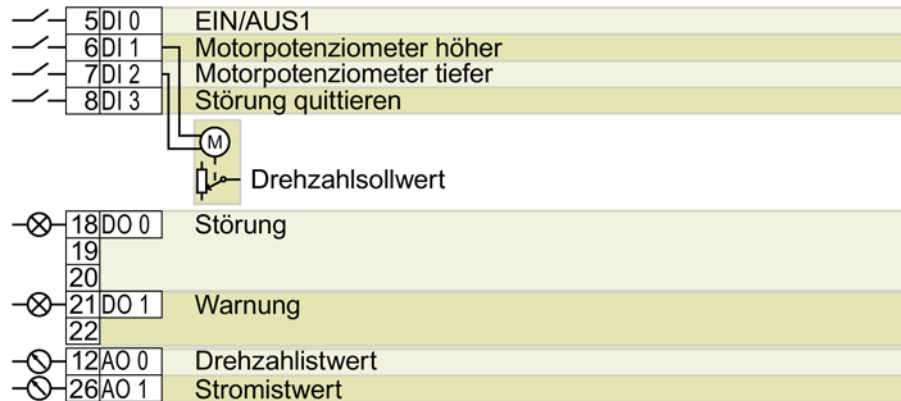 5 DI 0 EIN/AUS1
6 DI 1 Motorpotenziometer höher
7 DI 2 Motorpotenziometer tiefer
8 DI 3 Störung quittieren
M
Drehzahlsollwert
18 DO 0 Störung
19
20
21 DO 1 Warnung
22
12 AO 0 Drehzahlistwert
26 AO 1 Stromistwert